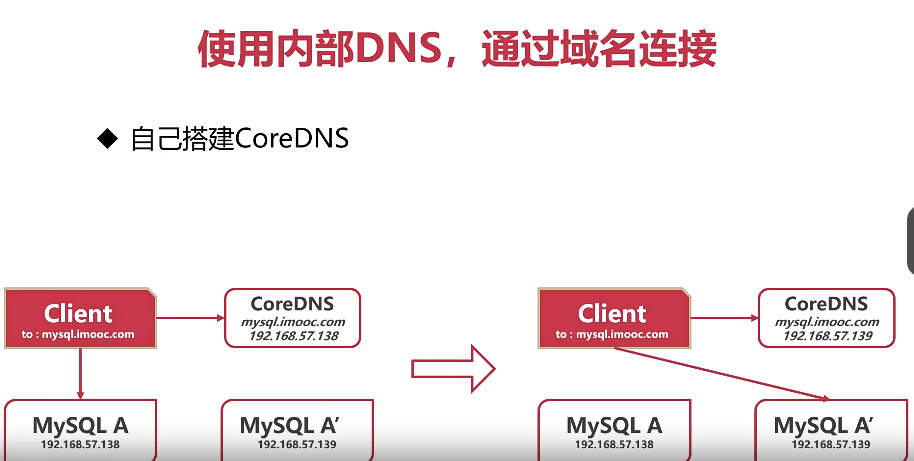 使用内部DNS，通过域名连接
◆ 自己搭建CoreDNS
Client
to : mysql.imooc.com
CoreDNS
mysql.imooc.com
192.168.57.138
MySQL A
192.168.57.138
MySQL A′
192.168.57.139
Client
to : mysql.imooc.com
CoreDNS
mysql.imooc.com
192.168.57.139
MySQL A
192.168.57.138
MySQL A′
192.168.57.139